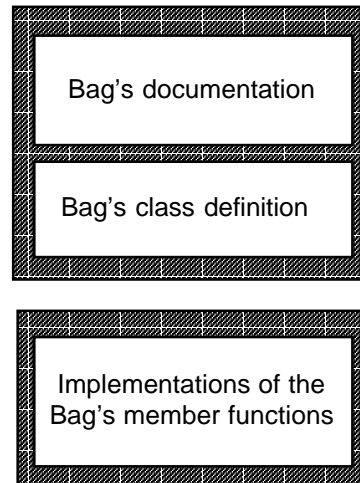 Bag’s documentation
Bag’s class definition
Implementations of the
Bag’s member functions